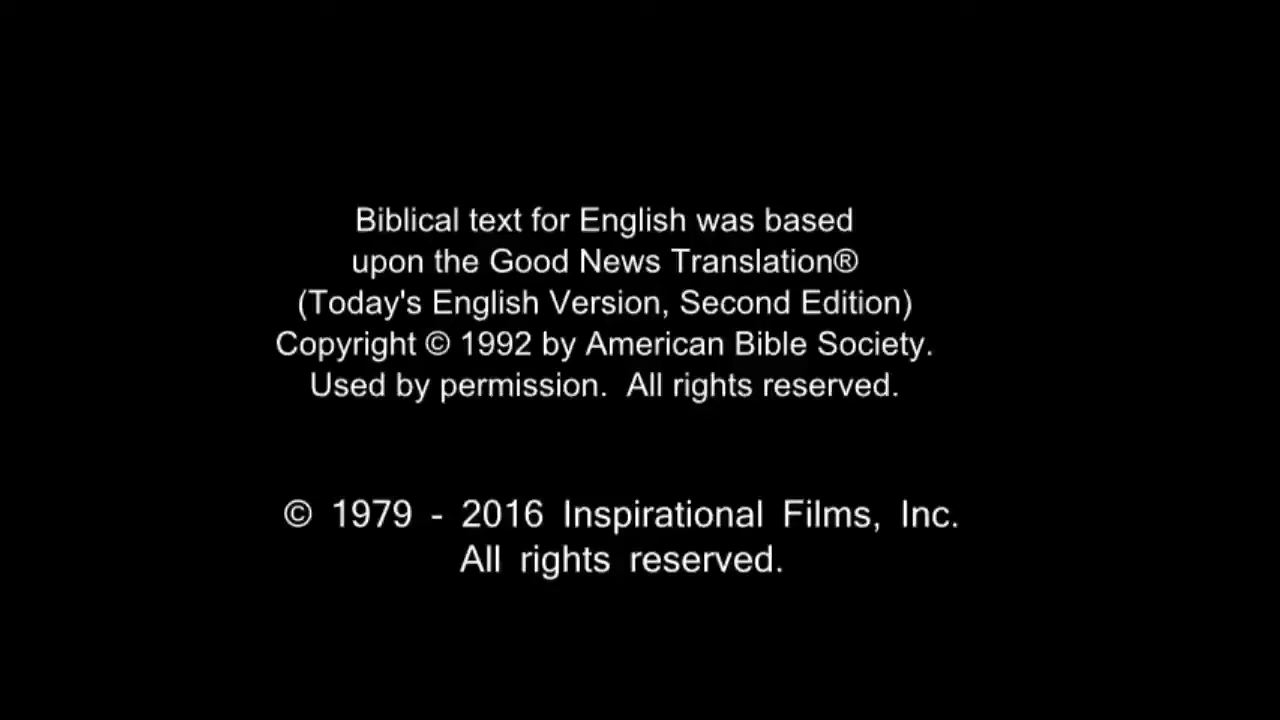 Biblical text for English was based
upon the Good News Translation®
(Today's English Version, Second Edition)
Copyright © 1992 by American Bible Society.
Used by permission.  All rights reserved.
© 1979 - 2016 Inspirational Films, Inc.
All rights reserved.